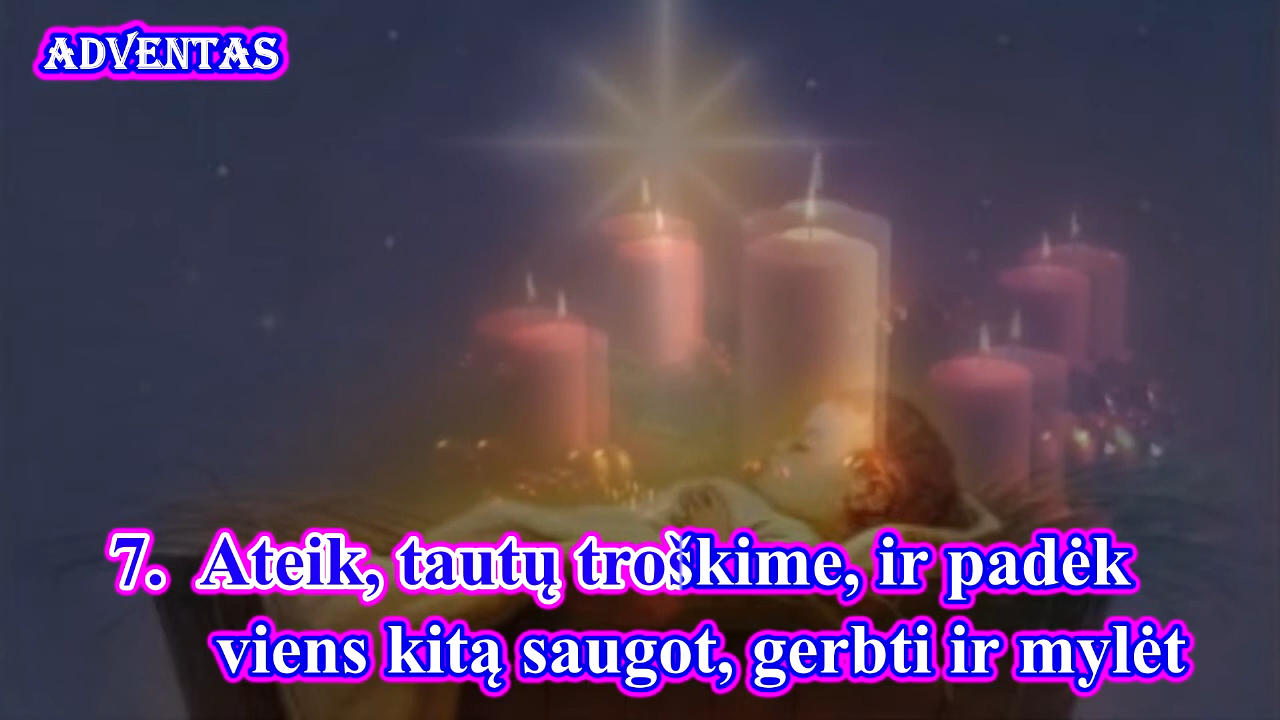 ADVENTAS
7. Ateik, tautų troškime, ir padėk
viens kitą saugot, gerbti ir mylėt